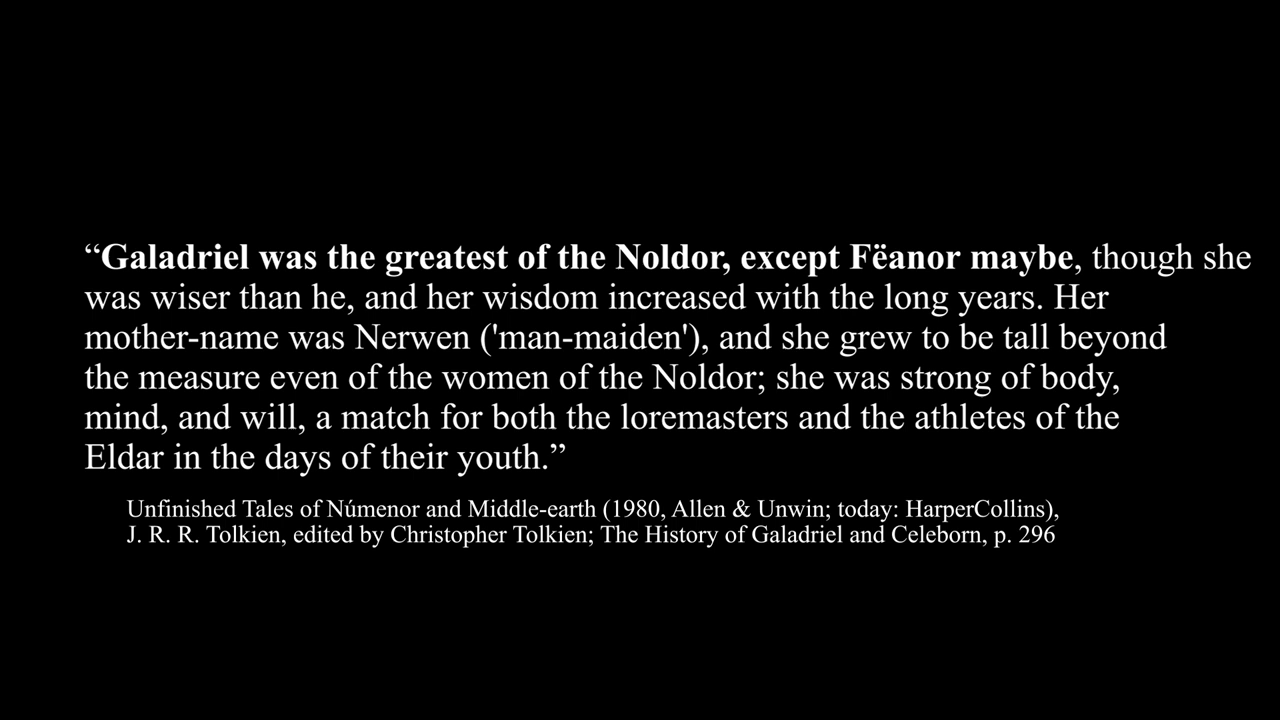 “Galadriel was the greatest of the Noldor, except Fëanor maybe, though she
was wiser than he, and her wisdom increased with the long years. Her
mother-name was Nerwen ('man-maiden'), and she grew to be tall beyond
the measure even of the women of the Noldor; she was strong of body,
mind, and will, a match for both the loremasters and the athletes of the
Eldar in the days of their youth.”
Unfinished Tales of Númenor and Middle-earth (1980, Allen & Unwin; today: HarperCollins),
J. R. R. Tolkien, edited by Christopher Tolkien; The History of Galadriel and Celeborn, p. 296